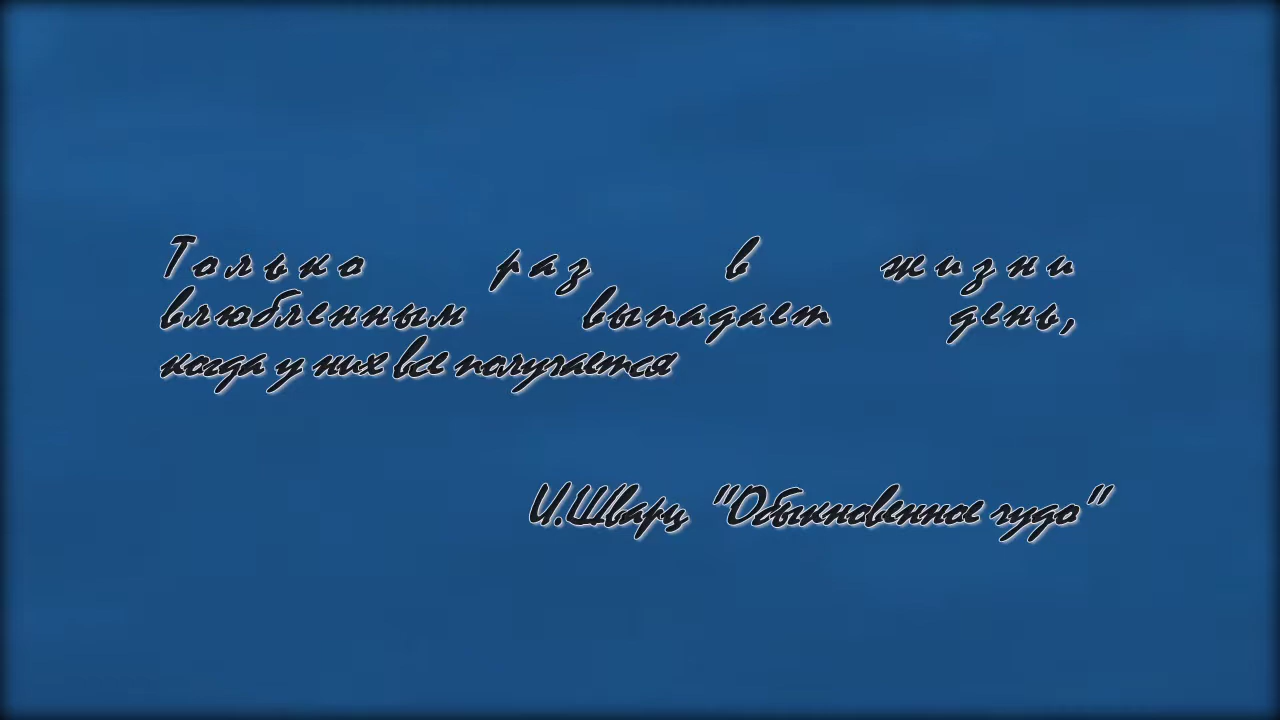 Только раз в жизни
влюбленным выпадает день,
когда у них все получается
И.Шварц "Обыкновенное чудо"